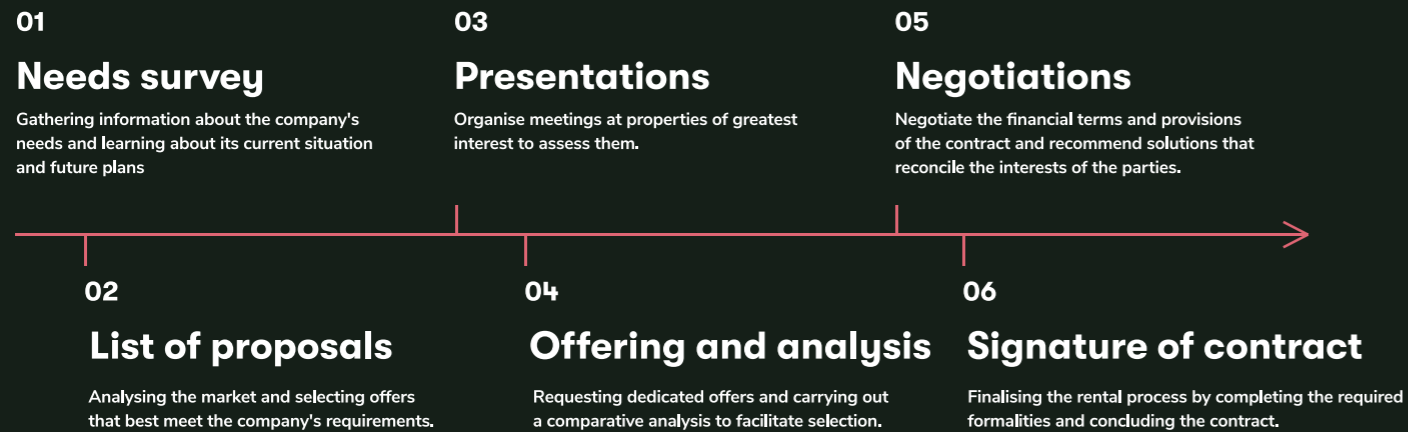 01
Needs survey
Gathering information about the company's
needs and learning about its current situation
and future plans
02
List of proposals
Analysing the market and selecting offers
that best meet the company's requirements.
03
Presentations
Organise meetings at properties of greatest
interest to assess them.
04
Offering and analysis
Requesting dedicated offers and carrying out
a comparative analysis to facilitate selection.
05
Negotiations
Negotiate the financial terms and provisions
of the contract and recommend solutions that
reconcile the interests of the parties.
06
Signature of contract
Finalising the rental process by completing the required
formalities and concluding the contract.